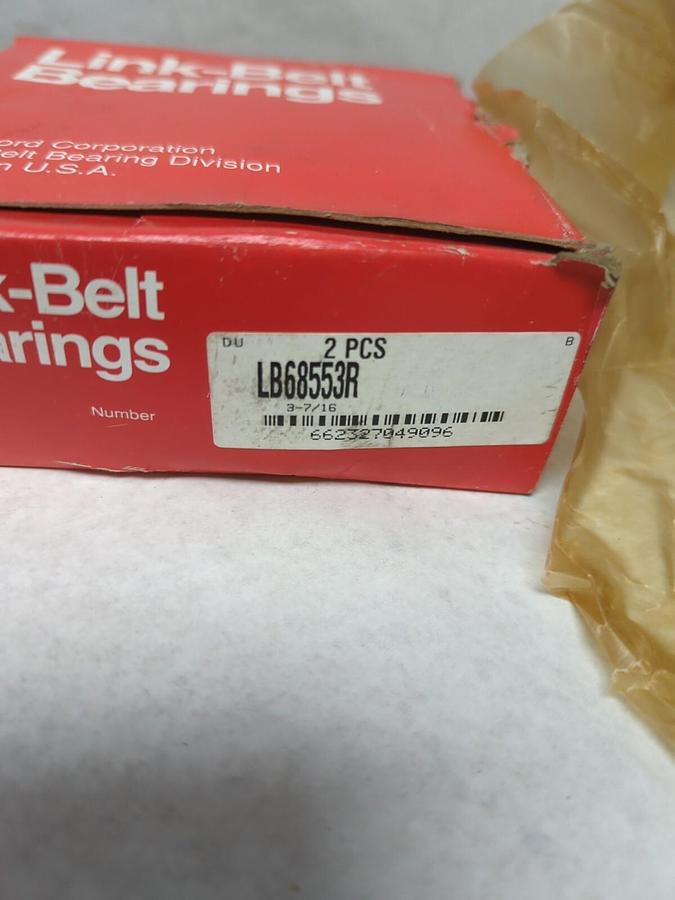 Link-Belt
Bearings
ord Corporation
elt Bearing Division
n U.S.A.
k-Belt
arings
Number
DU 2 PCS B
LB68553R
3-7/16
662327049096